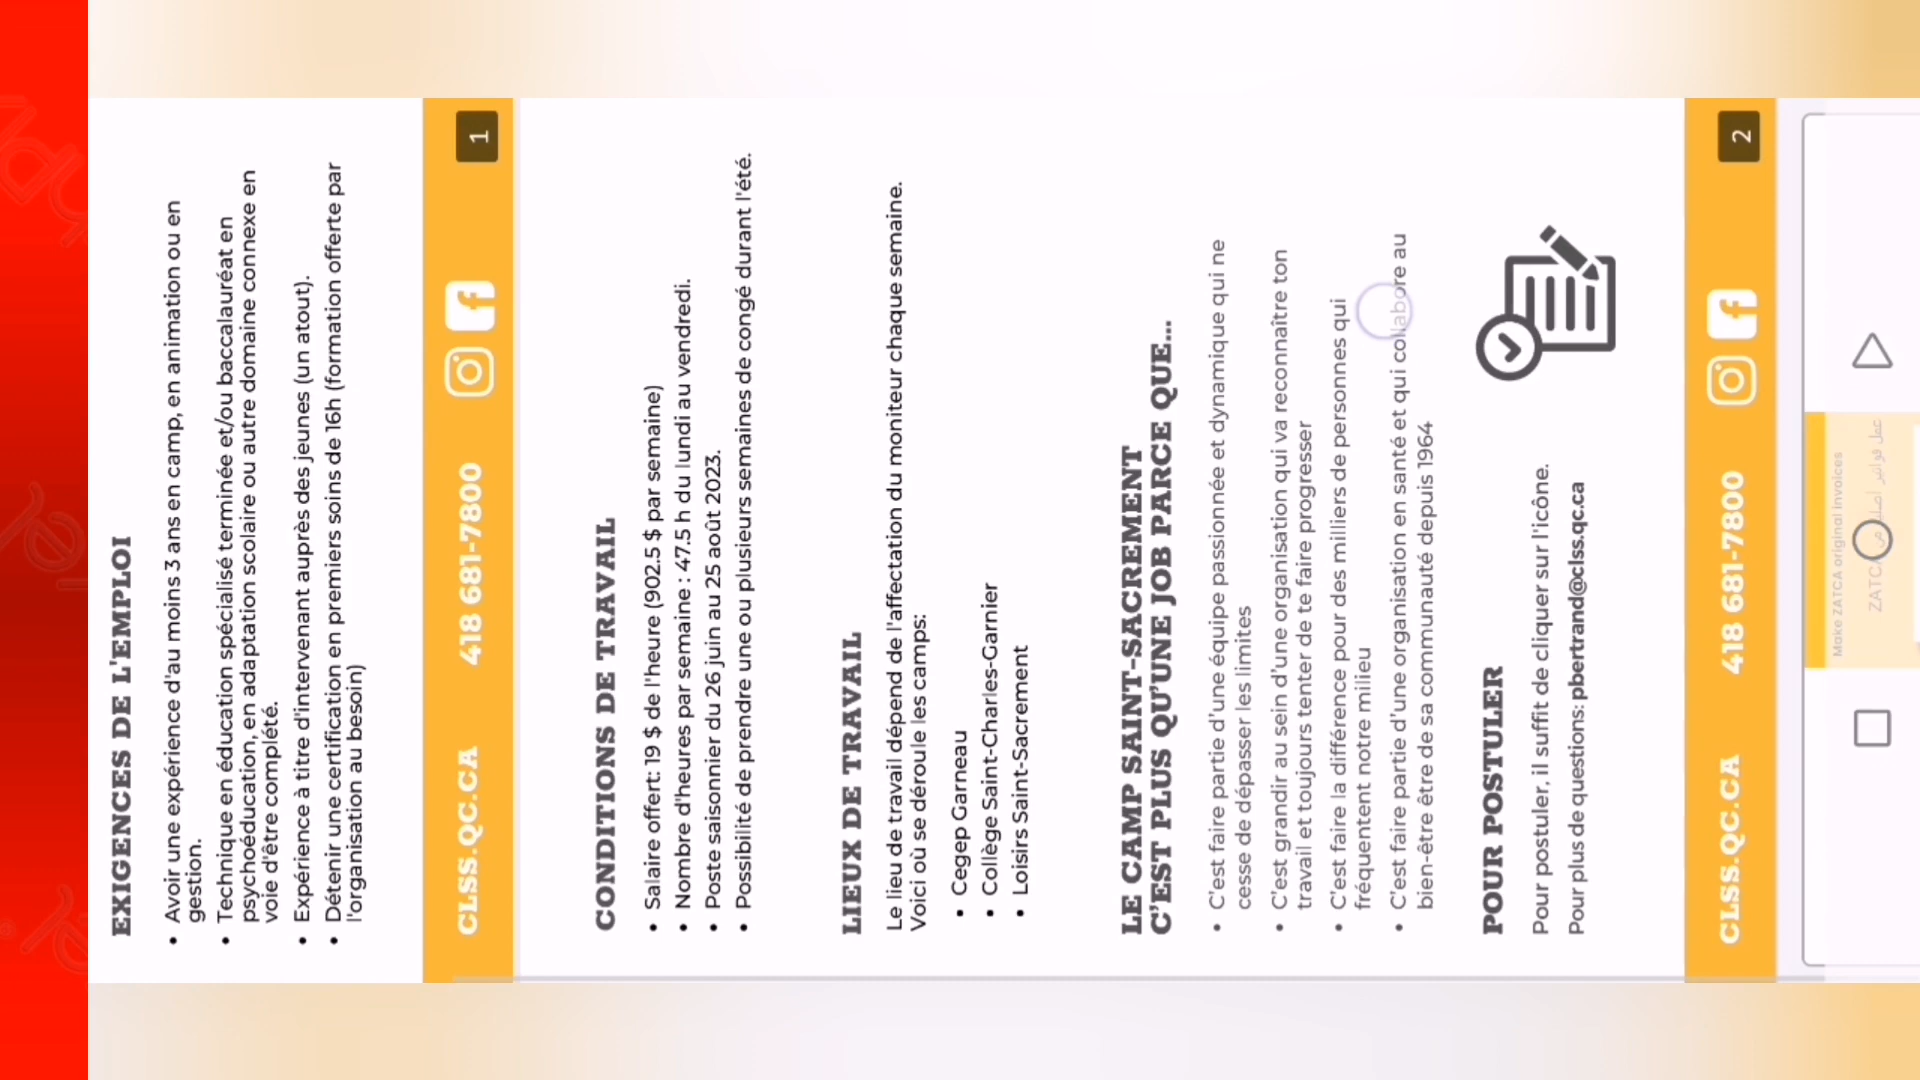 EXIGENCES DE L'EMPLOI
• Avoir une expérience d'au moins 3 ans en camp, en animation ou en
gestion.
• Technique en éducation spécialisé terminée et/ou baccalauréat en
psychoéducation, en adaptation scolaire ou autre domaine connexe en
voie d'être complété.
• Expérience à titre d'intervenant auprès des jeunes (un atout).
• Détenir une certification en premiers soins de 16h (formation offerte par
l'organisation au besoin)
CLSS.QC.CA 418 681-7800 1
CONDITIONS DE TRAVAIL
• Salaire offert: 19 $ de l'heure (902.5 $ par semaine)
• Nombre d'heures par semaine : 47.5 h du lundi au vendredi.
• Poste saisonnier du 26 juin au 25 août 2023.
• Possibilité de prendre une ou plusieurs semaines de congé durant l'été.
LIEUX DE TRAVAIL
Le lieu de travail dépend de l'affectation du moniteur chaque semaine.
Voici où se déroule les camps:
• Cegep Garneau
• Collège Saint-Charles-Garnier
• Loisirs Saint-Sacrement
LE CAMP SAINT-SACREMENT
C'EST PLUS QU'UNE JOB PARCE QUE...
• C'est faire partie d'une équipe passionnée et dynamique qui ne
cesse de dépasser les limites
• C'est grandir au sein d'une organisation qui va reconnaître ton
travail et toujours tenter de te faire progresser
• C'est faire la différence pour des milliers de personnes qui
fréquentent notre milieu
• C'est faire partie d'une organisation en santé et qui collabore au
bien-être de sa communauté depuis 1964
POUR POSTULER
Pour postuler, il suffit de cliquer sur l'icône.
Pour plus de questions: pbertrand@clss.qc.ca
CLSS.QC.CA 418 681-7800 2
Make ZATCA original invoices
عمل فواتير ZATCA